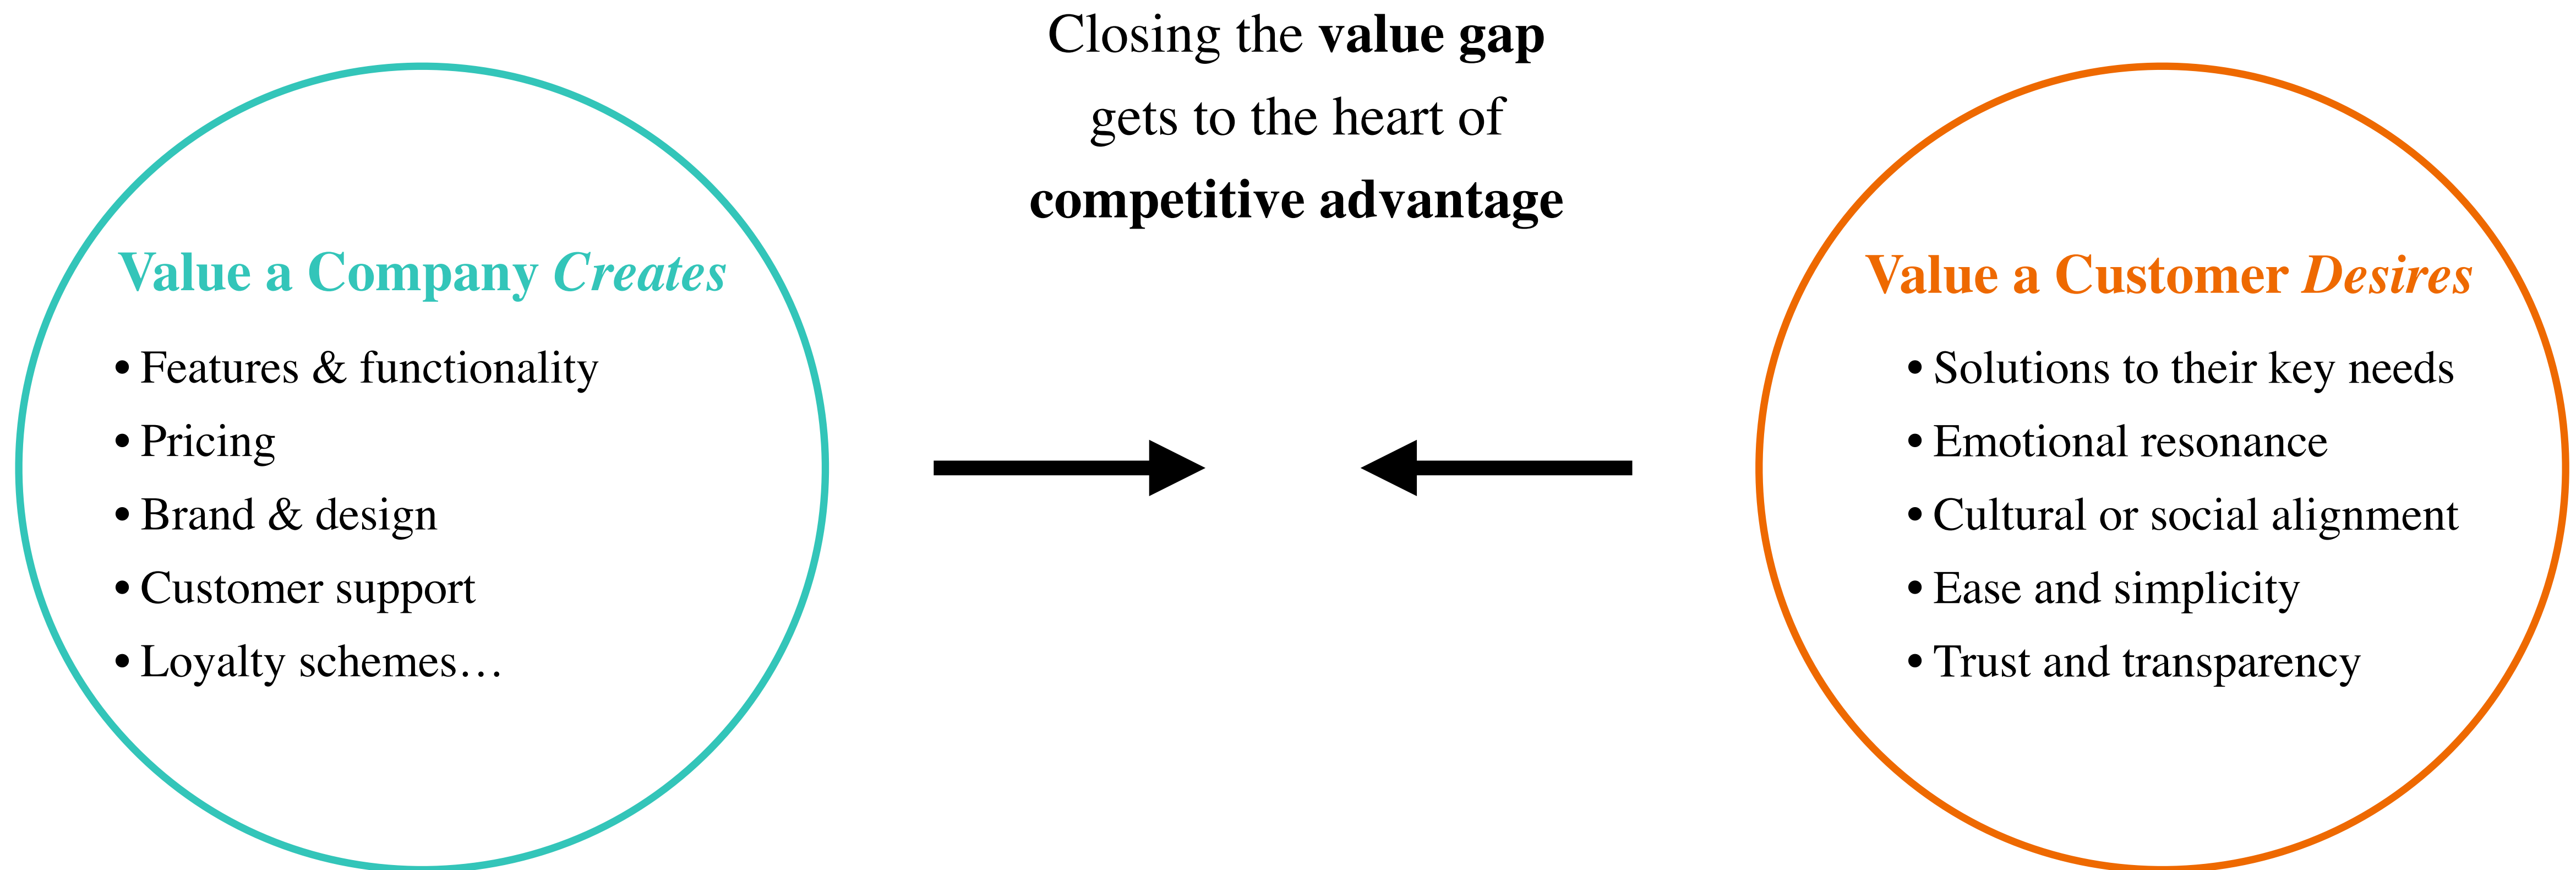 Closing the value gap
gets to the heart of
competitive advantage
Value a Company Creates
• Features & functionality
• Pricing
• Brand & design
• Customer support
• Loyalty schemes…
Value a Customer Desires
• Solutions to their key needs
• Emotional resonance
• Cultural or social alignment
• Ease and simplicity
• Trust and transparency